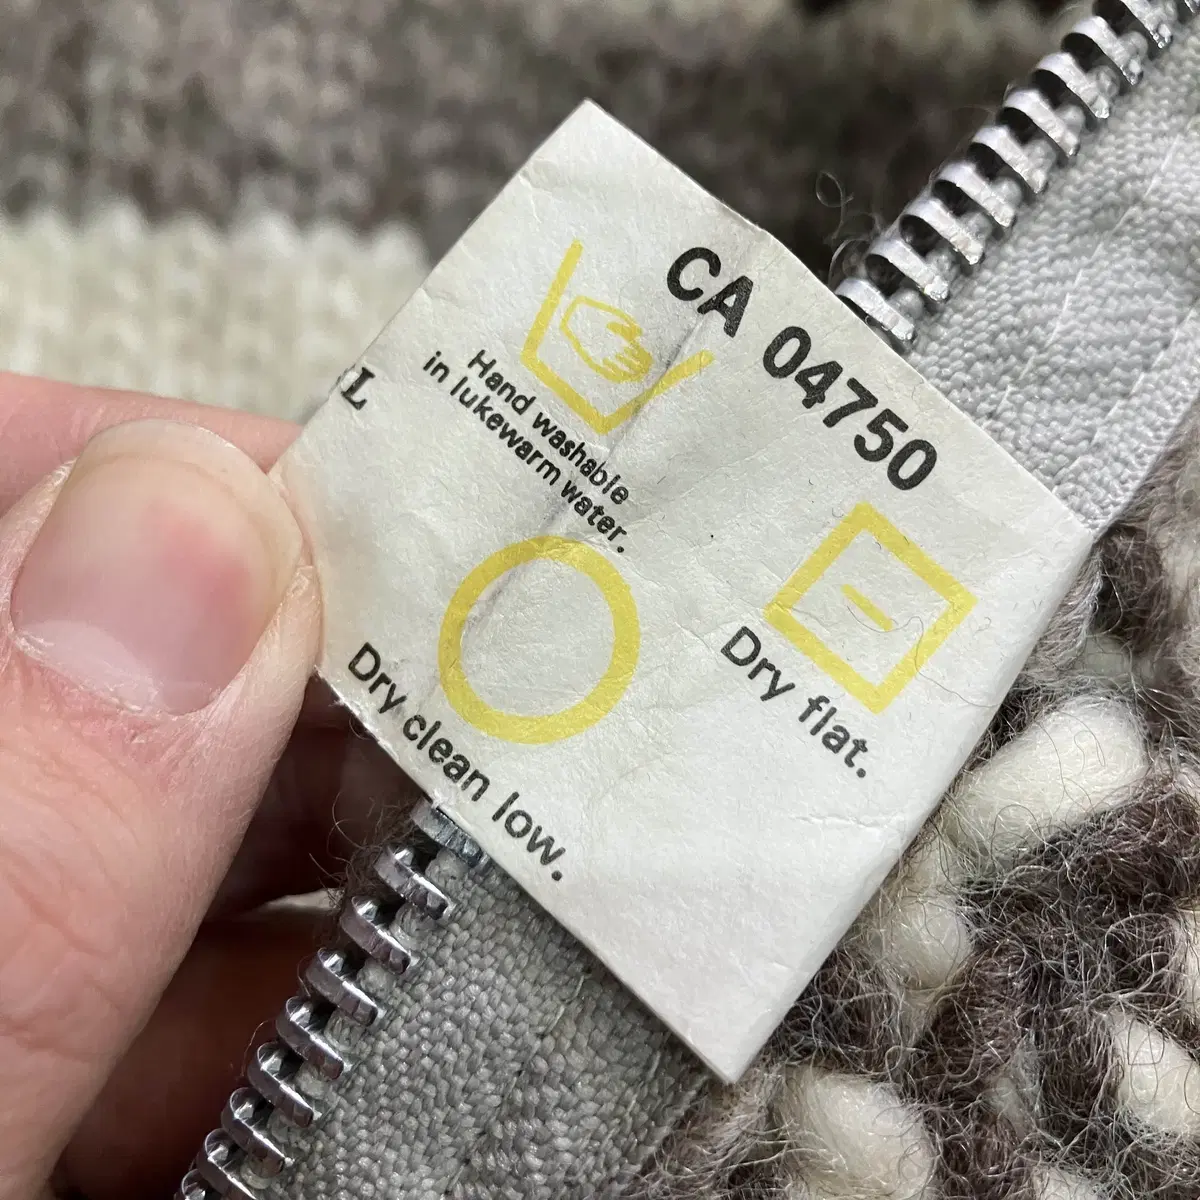 CA 04750
Hand washable
in lukewarm water.
L
Dry flat.
Dry clean low.